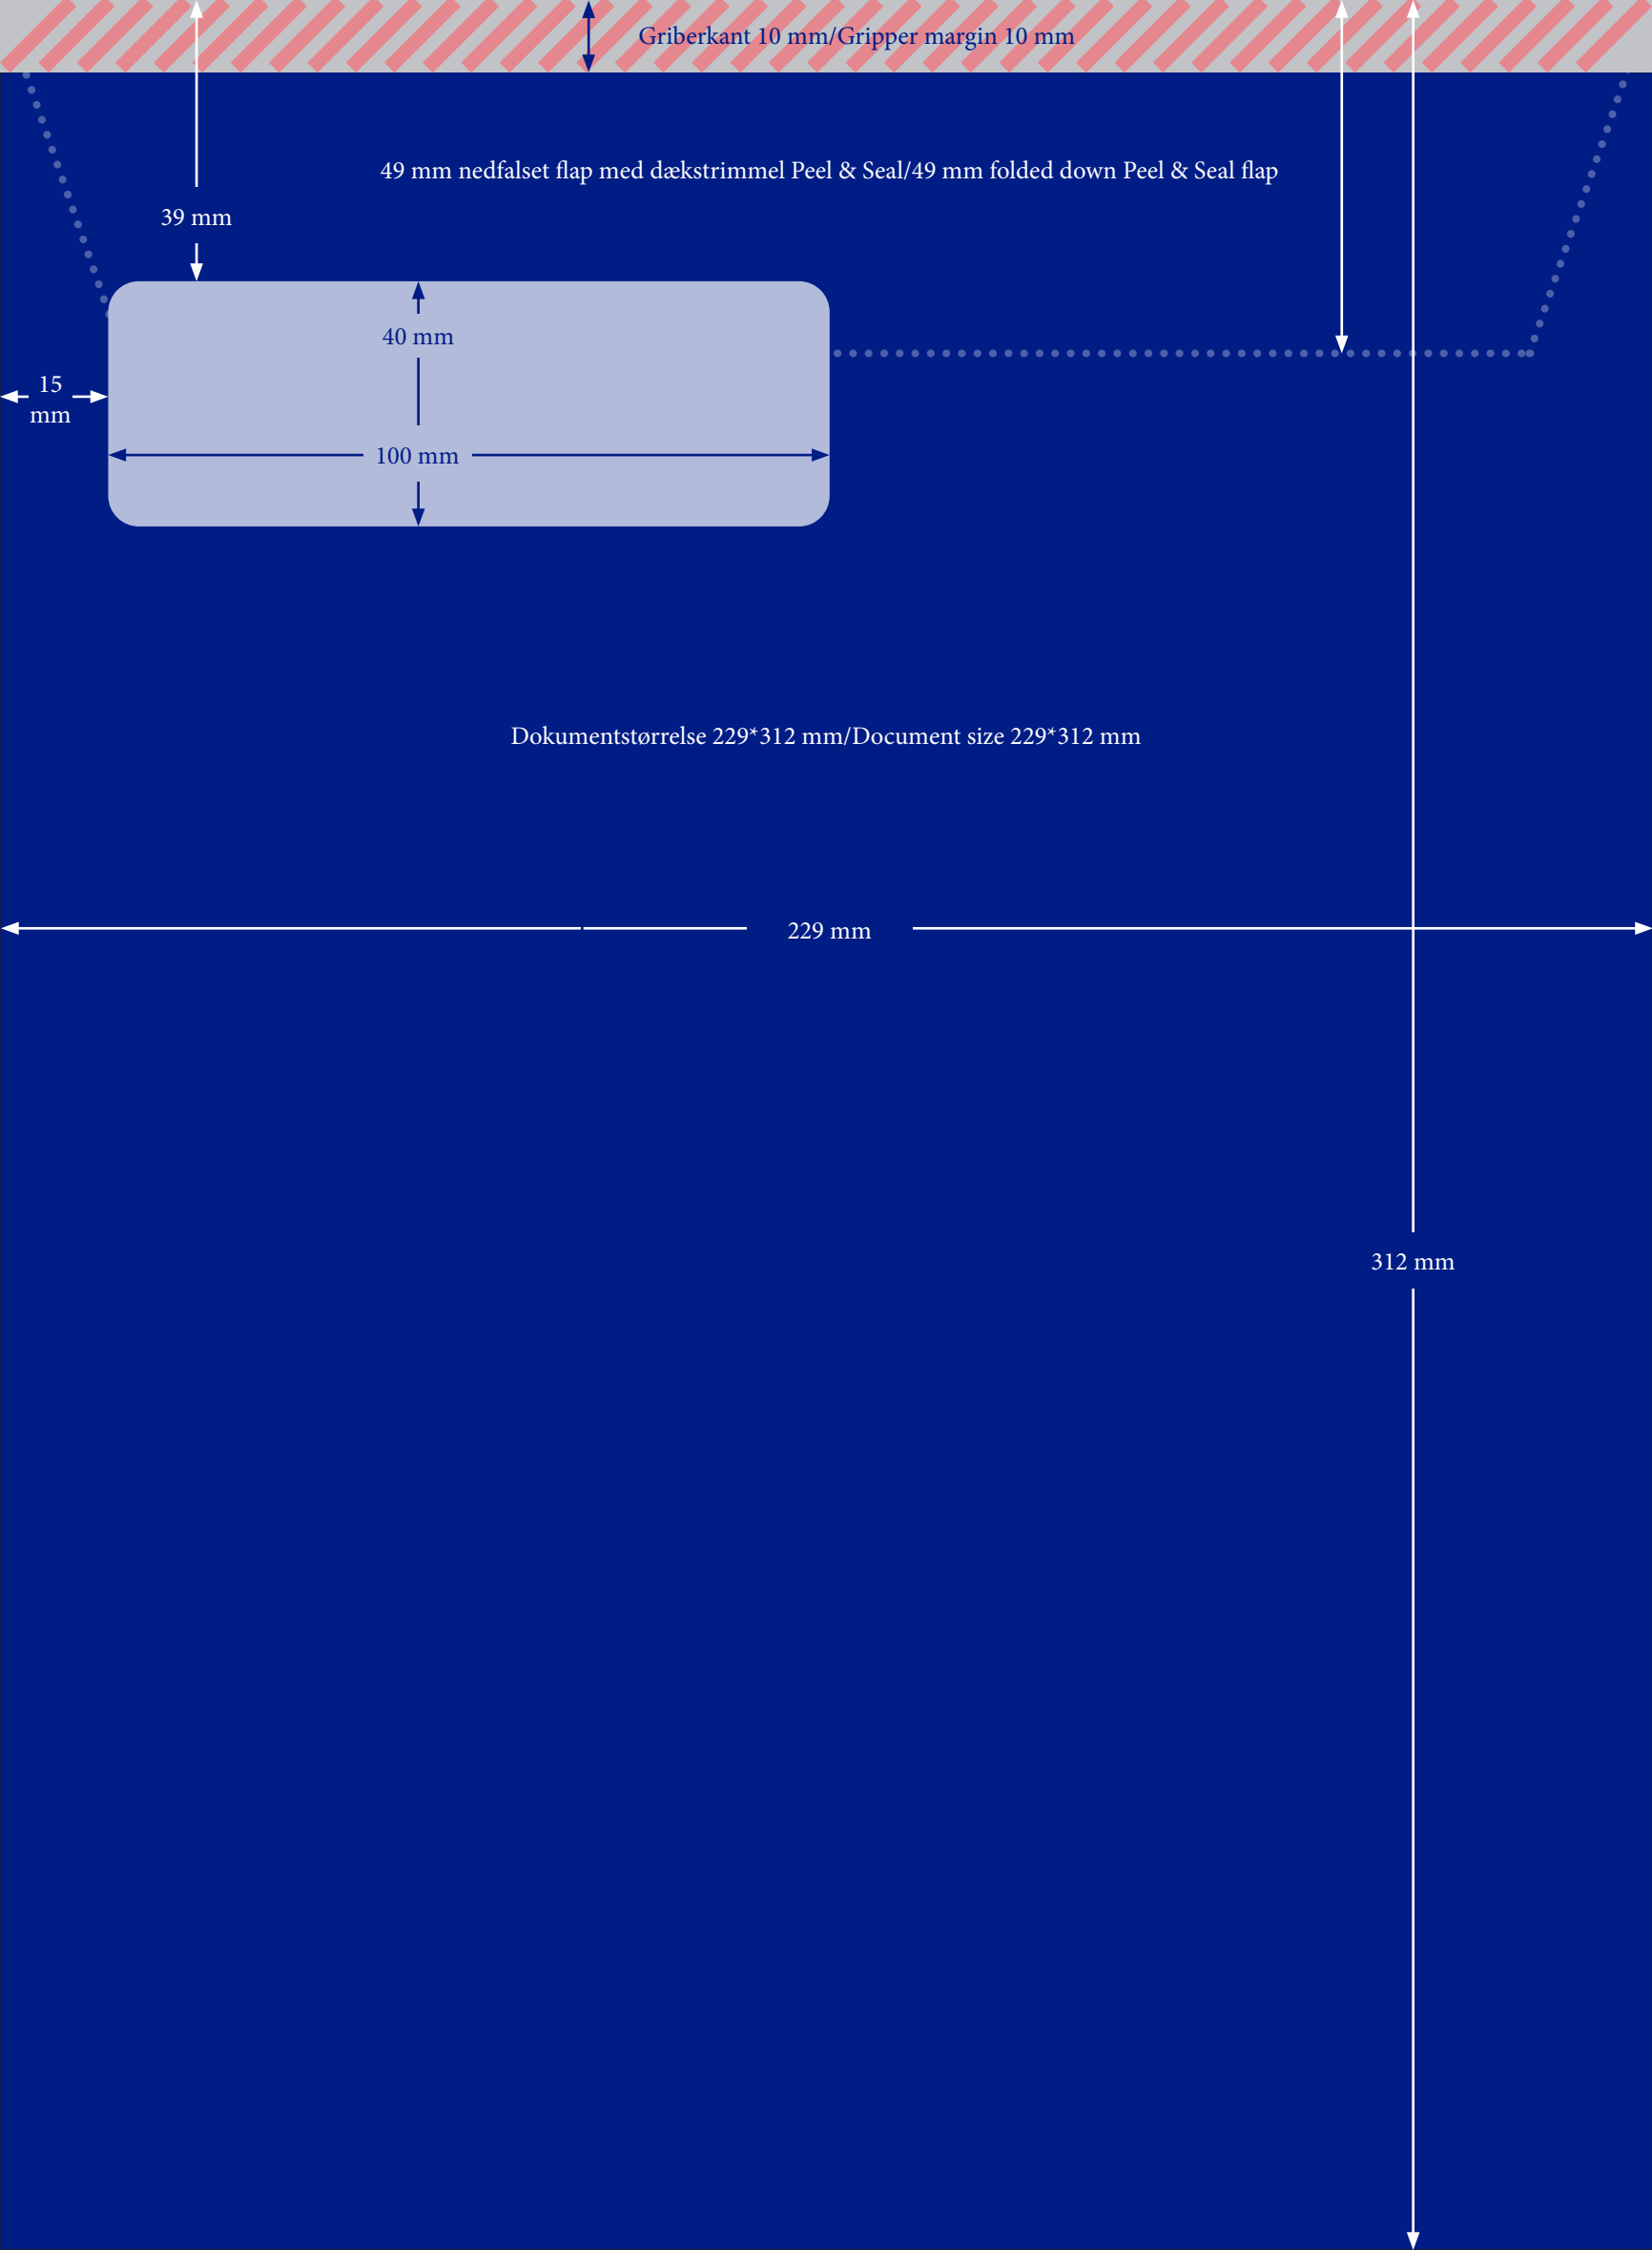 Griberkant 10 mm/Gripper margin 10 mm
49 mm nedfalset flap med dækstrimmel Peel & Seal/49 mm folded down Peel & Seal flap
39 mm
40 mm
15
mm
100 mm
Dokumentstørrelse 229*312 mm/Document size 229*312 mm
229 mm
312 mm